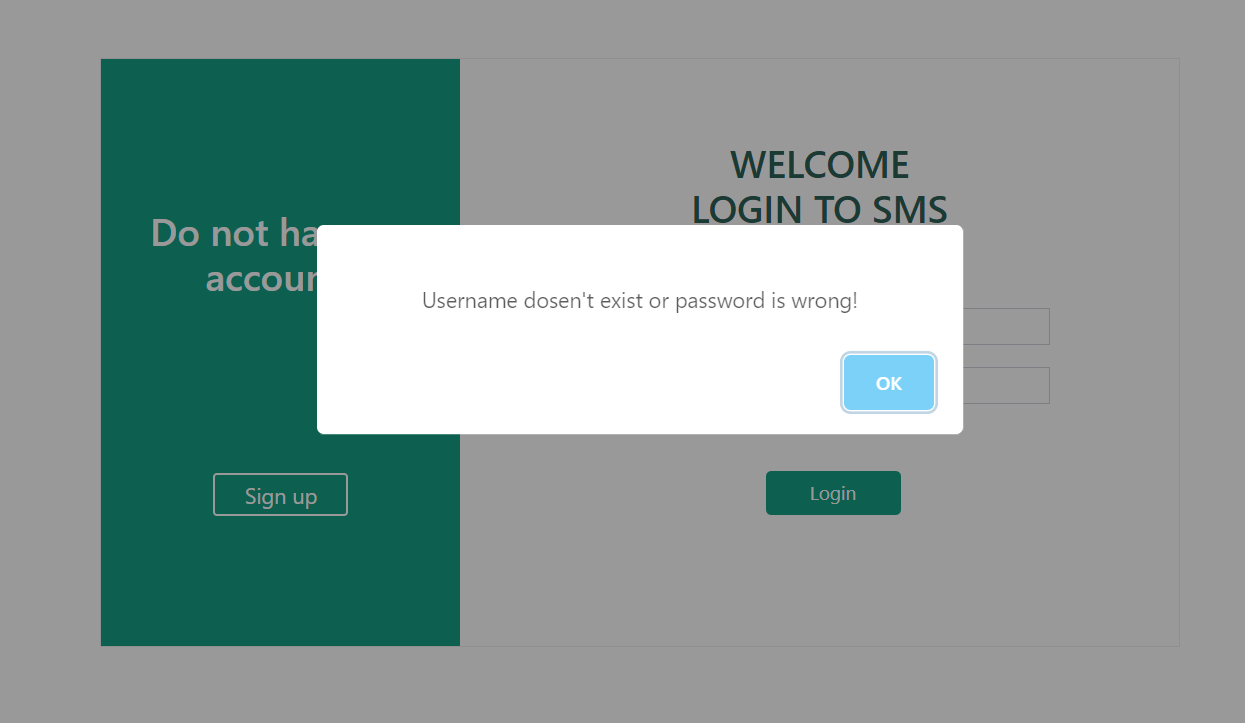 Do not ha
accour
Sign up
WELCOME
LOGIN TO SMS
Username dosen't exist or password is wrong!
OK
Login